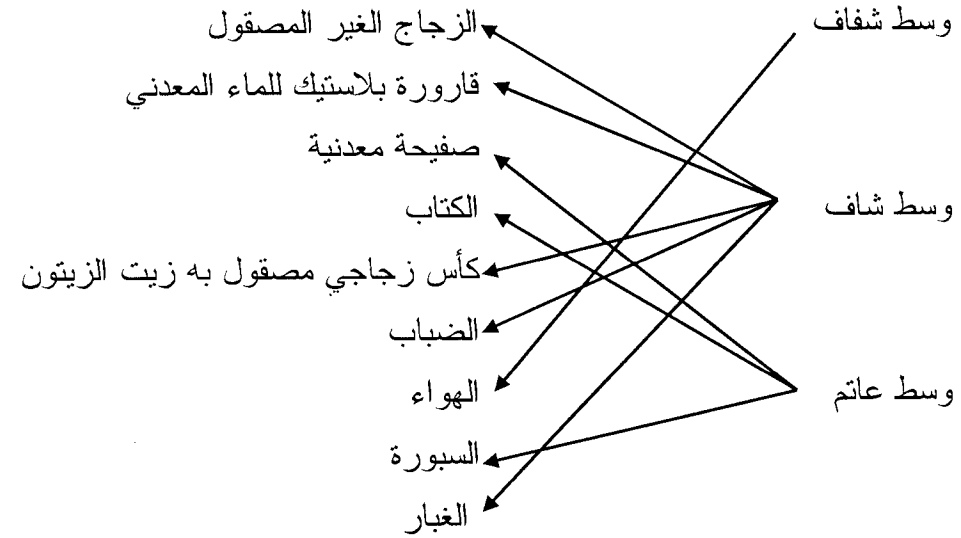 وسط شفاف
وسط شاف
وسط عاتم
الزجاج الغير المصقول
قارورة بلاستيك للماء المعدني
صفيحة معدنية
الكتاب
كأس زجاجي مصقول به زيت الزيتون
الضباب
الهواء
السبورة
الغبار